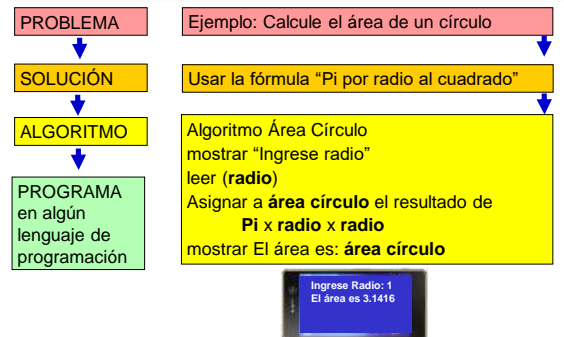 PROBLEMA
Ejemplo: Calcule el área de un círculo
SOLUCIÓN
Usar la fórmula “Pi por radio al cuadrado”
ALGORITMO
Algoritmo Área Círculo
mostrar “Ingrese radio”
leer (radio)
Asignar a área círculo el resultado de
Pi x radio x radio
mostrar El área es: área círculo
PROGRAMA
en algún
lenguaje de
programación
Ingrese Radio: 1
El área es 3.1416